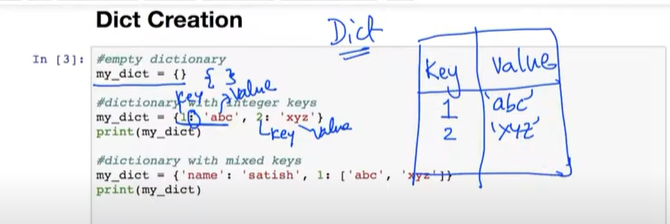 Dict Creation
Dict
In [3]:
#empty dictionary
my_dict = {}
{ }
key value
#dictionary with integer keys
my_dict = {1: 'abc', 2: 'xyz'}
key value
print(my_dict)
#dictionary with mixed keys
my_dict = {'name': 'satish', 1: ['abc', 'xyz']}
print(my_dict)
Key Value
1 'abc'
2 'xyz'